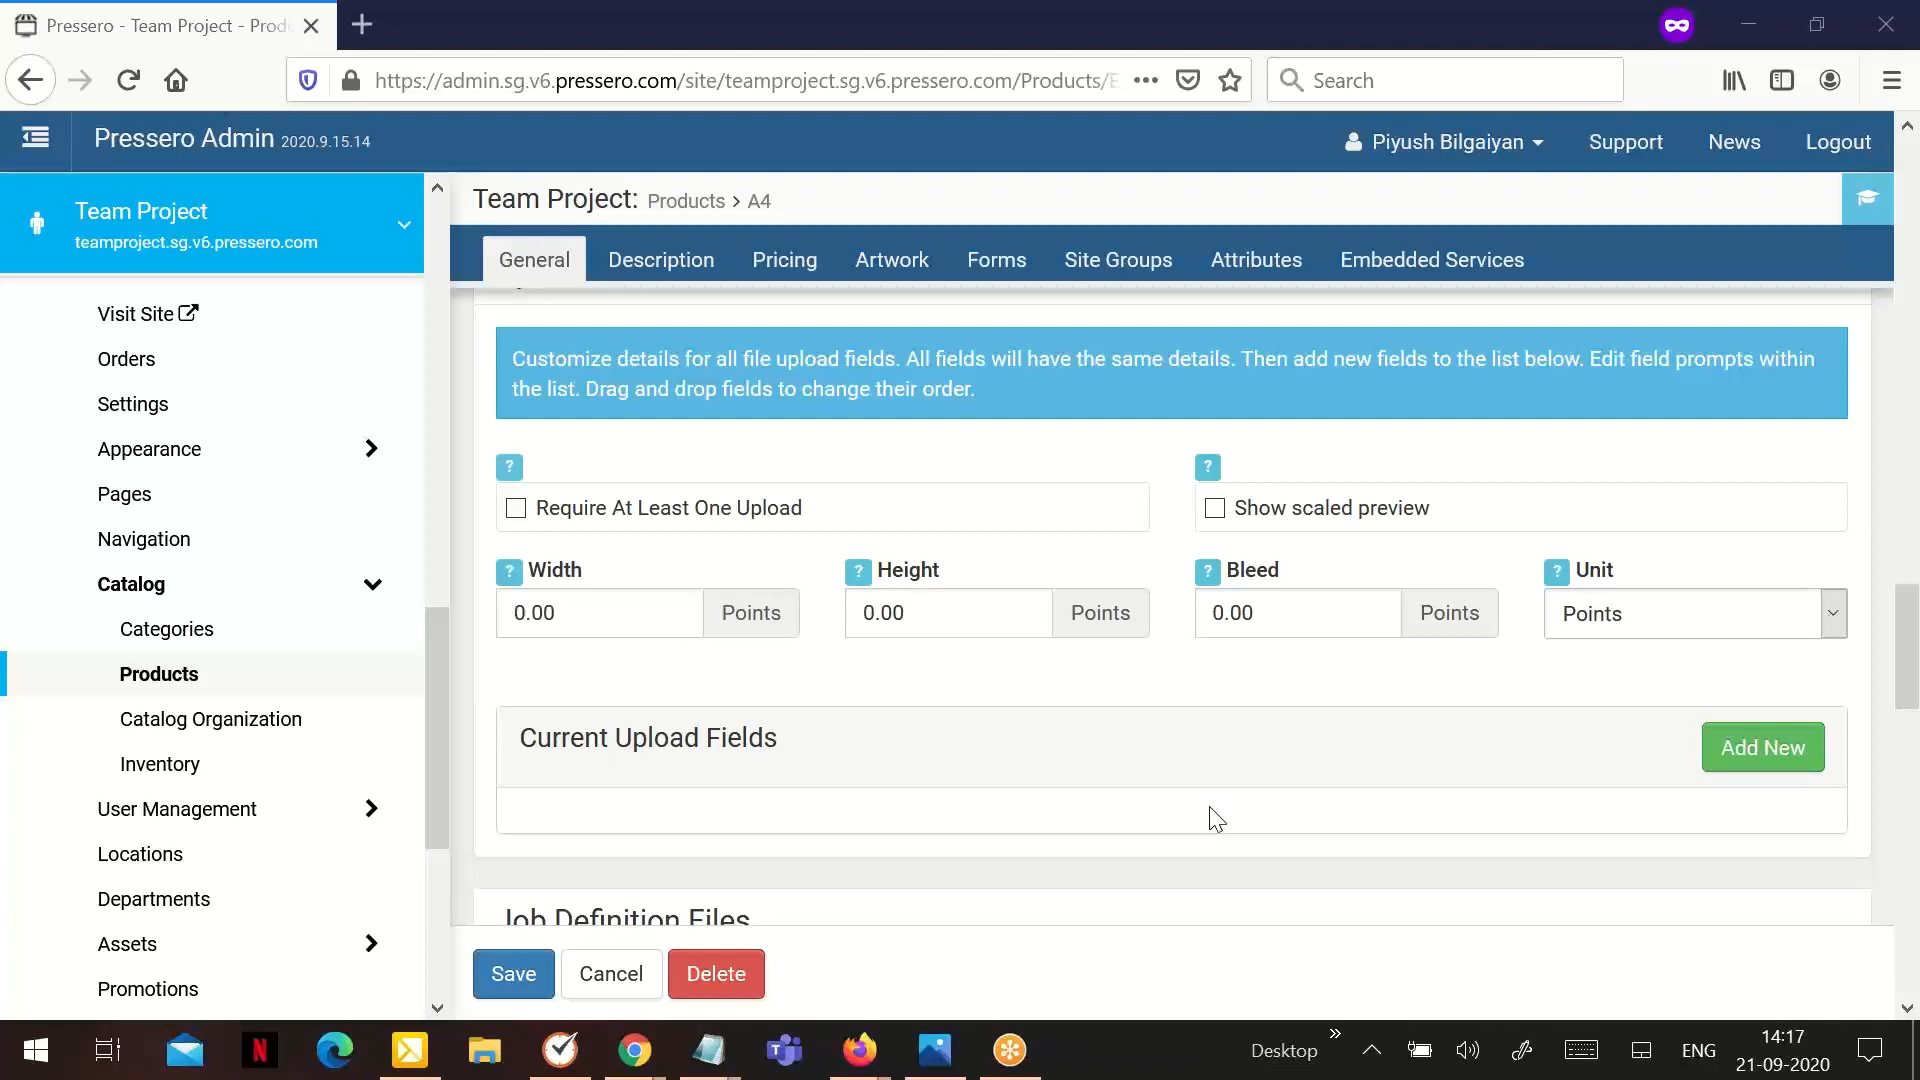 Pressero - Team Project - Prod
https://admin.sg.v6.pressero.com/site/teamproject.sg.v6.pressero.com/Products/E
Search
Pressero Admin 2020.9.15.14
Piyush Bilgaiyan
Support
News
Logout
Team Project
teamproject.sg.v6.pressero.com
Team Project: Products > A4
General
Description
Pricing
Artwork
Forms
Site Groups
Attributes
Embedded Services
Visit Site
Orders
Settings
Appearance
Pages
Navigation
Catalog
Categories
Products
Catalog Organization
Inventory
User Management
Locations
Departments
Assets
Promotions
Customize details for all file upload fields. All fields will have the same details. Then add new fields to the list below. Edit field prompts within
the list. Drag and drop fields to change their order.
?
?
Require At Least One Upload
Show scaled preview
? Width
? Height
? Bleed
? Unit
0.00 Points
0.00 Points
0.00 Points
Points
Current Upload Fields
Add New
Job Definition Files
Save
Cancel
Delete
Desktop
ENG
14:17
21-09-2020